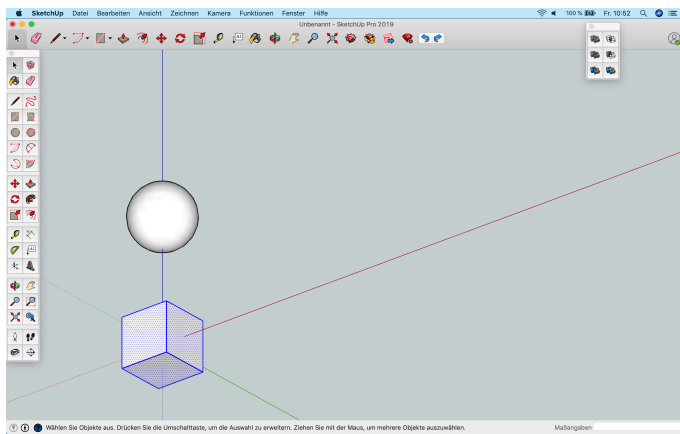 SketchUp Datei Bearbeiten Ansicht Zeichnen Kamera Funktionen Fenster Hilfe 100 % Fr. 10:52
Unbenannt - SketchUp Pro 2019
Wählen Sie Objekte aus. Drücken Sie die Umschalttaste, um die Auswahl zu erweitern. Ziehen Sie mit der Maus, um mehrere Objekte auszuwählen. Maßangaben